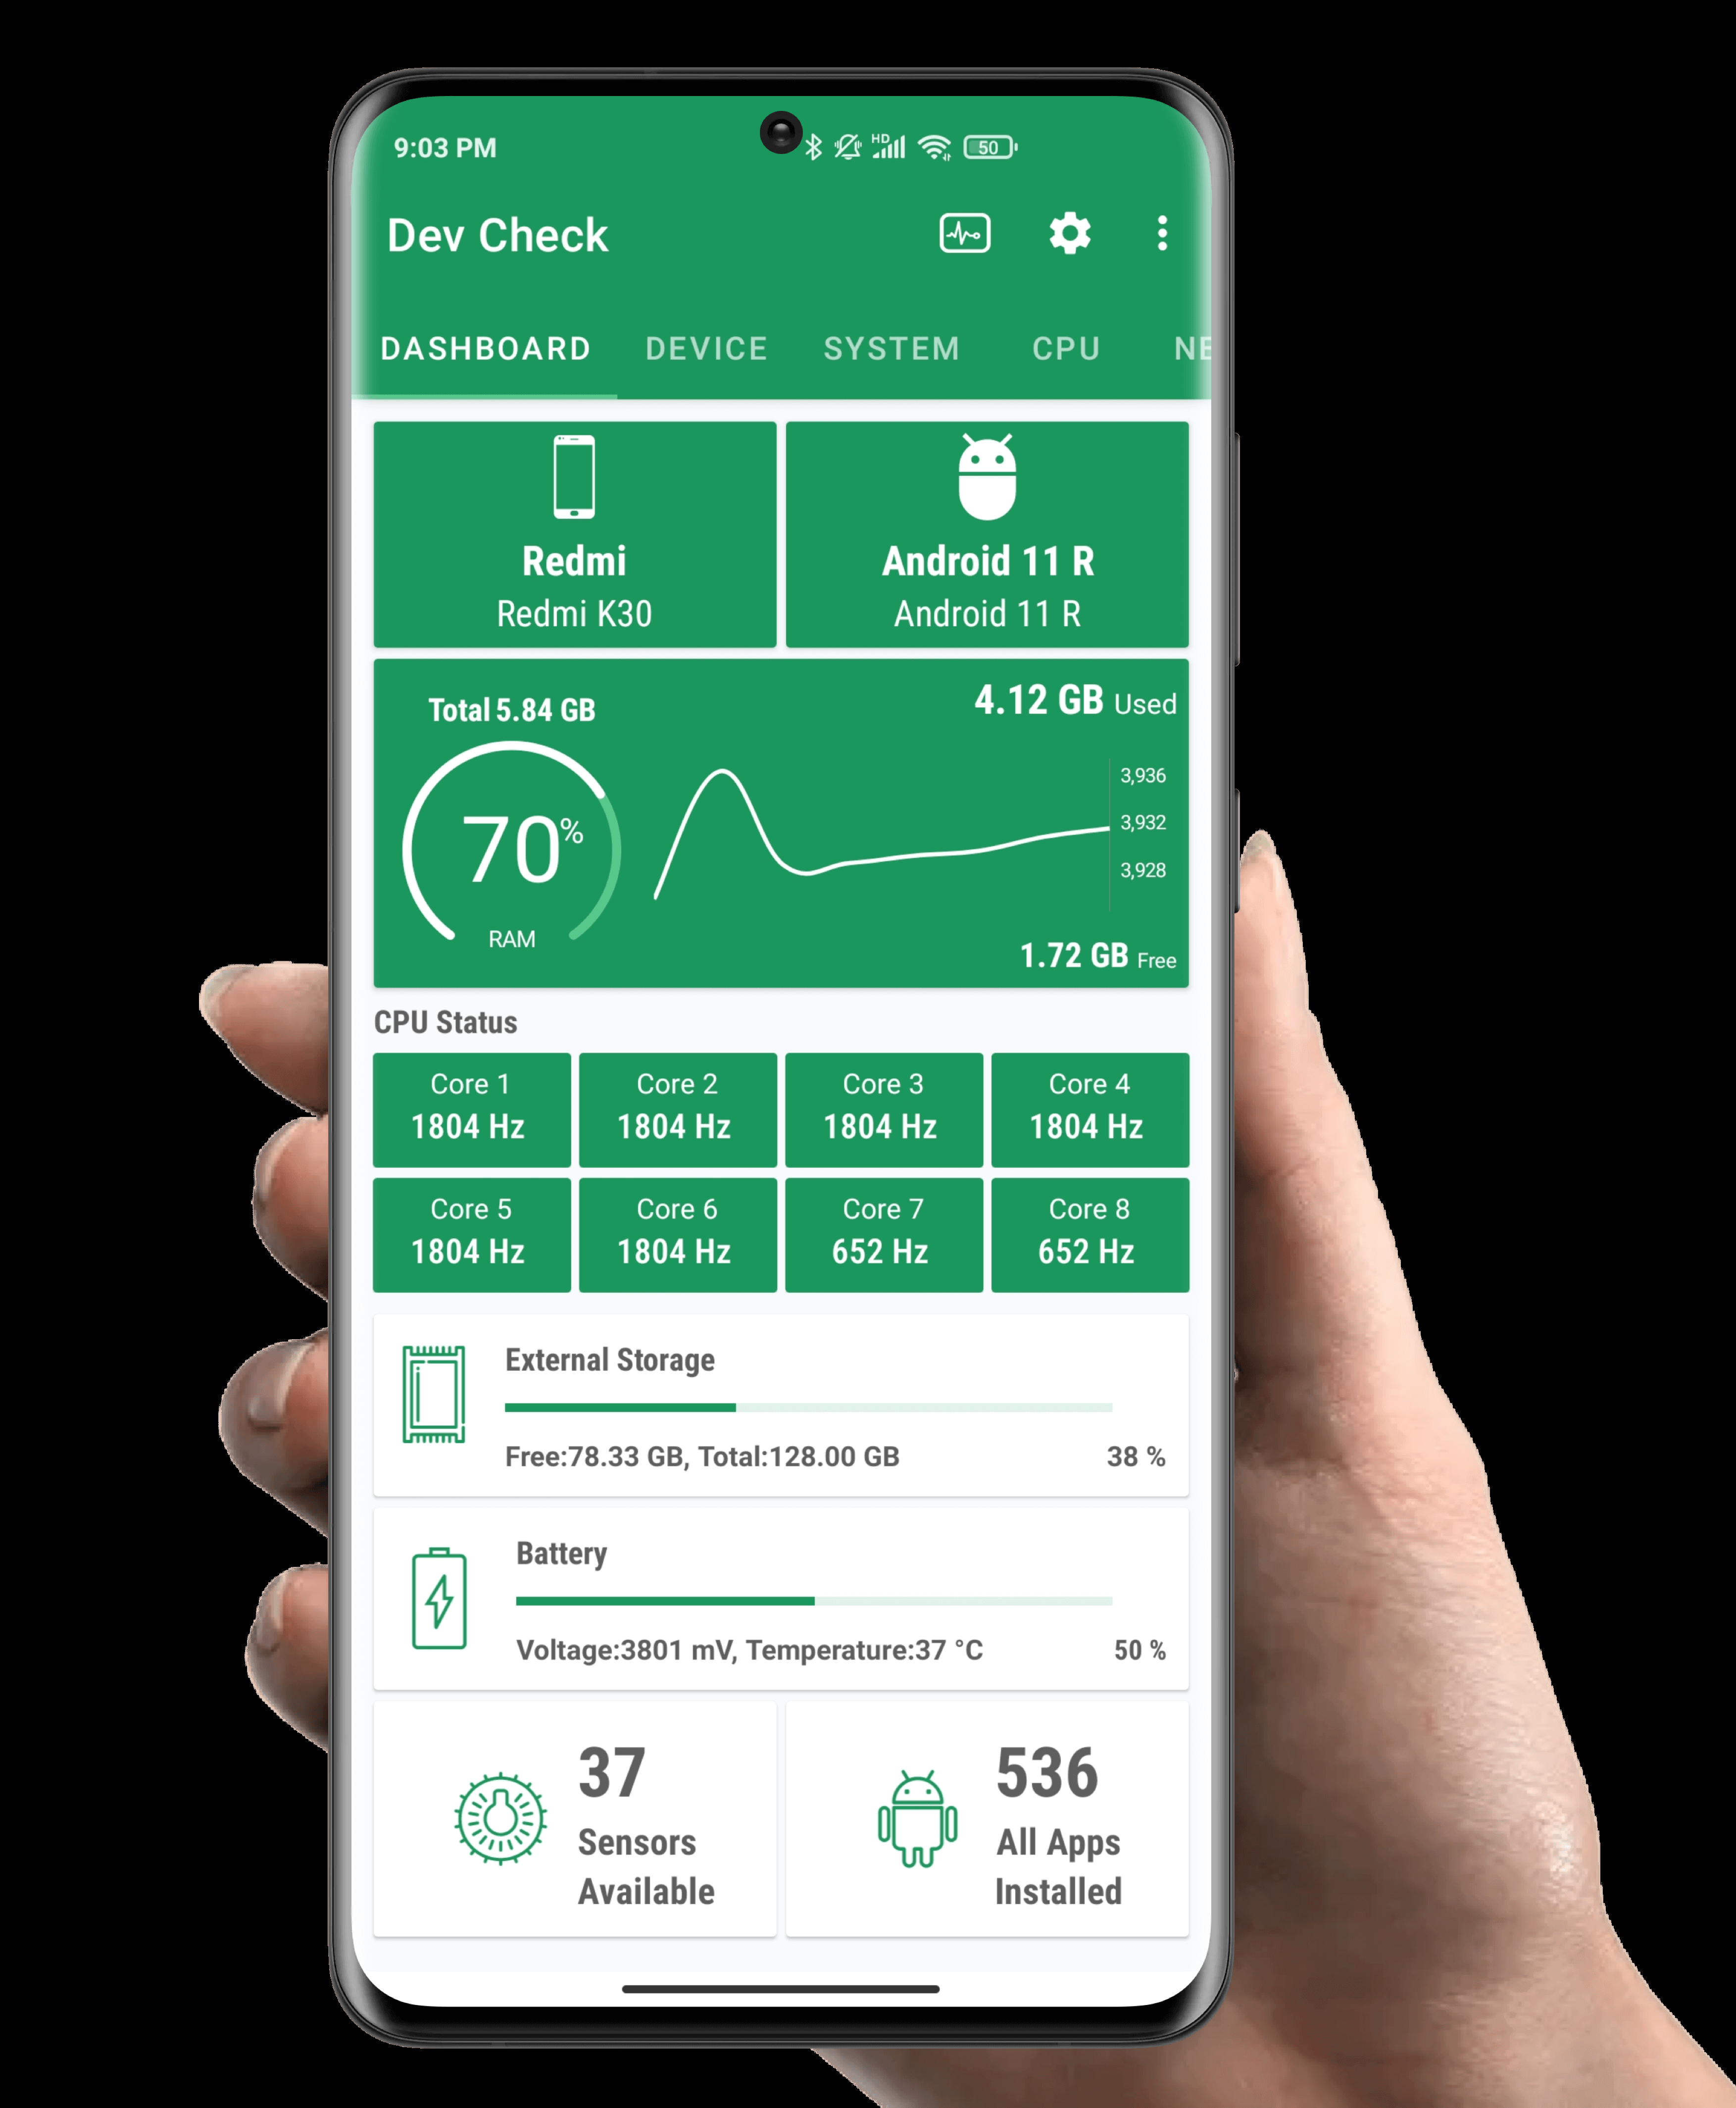 9:03 PM
HD
50
Dev Check
DASHBOARD DEVICE SYSTEM CPU NE
Redmi
Redmi K30
Android 11 R
Android 11 R
Total 5.84 GB
4.12 GB Used
70%
RAM
3,936
3,932
3,928
1.72 GB Free
CPU Status
Core 1
1804 Hz
Core 2
1804 Hz
Core 3
1804 Hz
Core 4
1804 Hz
Core 5
1804 Hz
Core 6
1804 Hz
Core 7
652 Hz
Core 8
652 Hz
External Storage
Free:78.33 GB, Total:128.00 GB
38 %
Battery
Voltage:3801 mV, Temperature:37 °C
50 %
37
Sensors
Available
536
All Apps
Installed